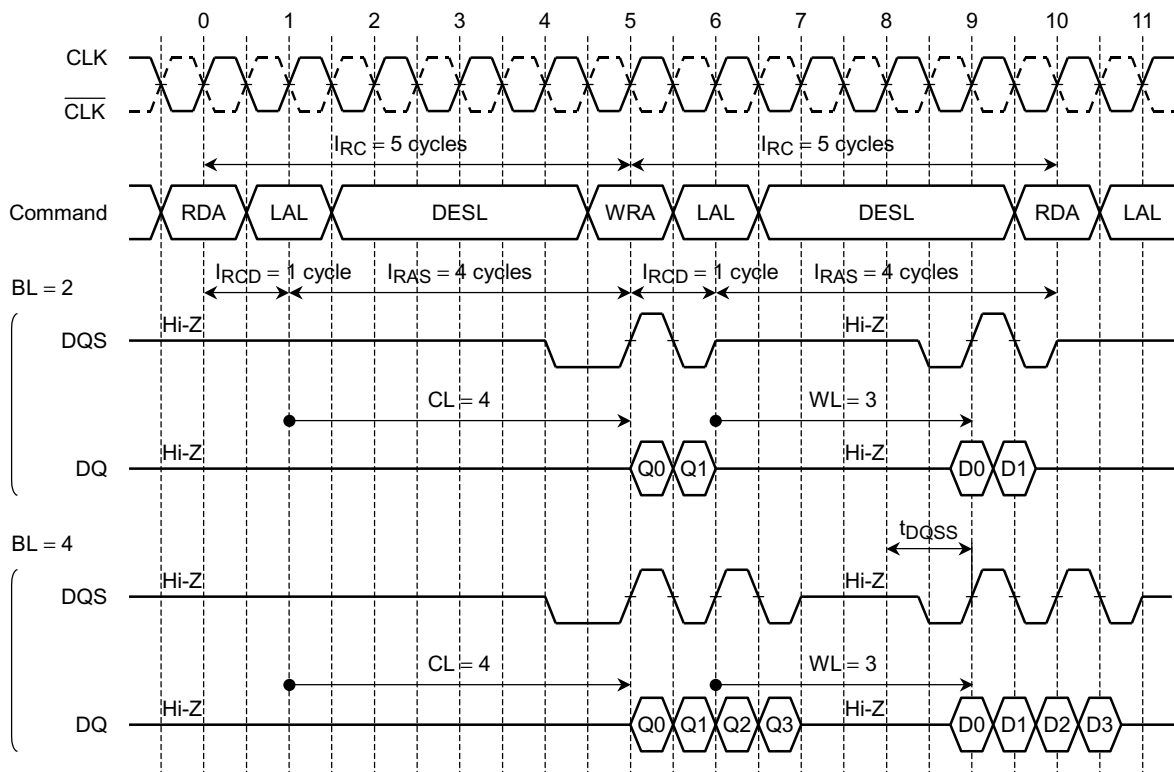 0 1 2 3 4 5 6 7 8 9 10 11
CLK
CLK
IRC = 5 cycles IRC = 5 cycles
Command RDA LAL DESL WRA LAL DESL RDA LAL
IRCD = 1 cycle IRAS = 4 cycles IRCD = 1 cycle IRAS = 4 cycles
BL = 2
Hi-Z Hi-Z
DQS
CL = 4 WL = 3
Hi-Z Hi-Z
DQ Q0 Q1 D0 D1
tDQSS
BL = 4
Hi-Z Hi-Z
DQS
CL = 4 WL = 3
Hi-Z Hi-Z
DQ Q0 Q1 Q2 Q3 D0 D1 D2 D3